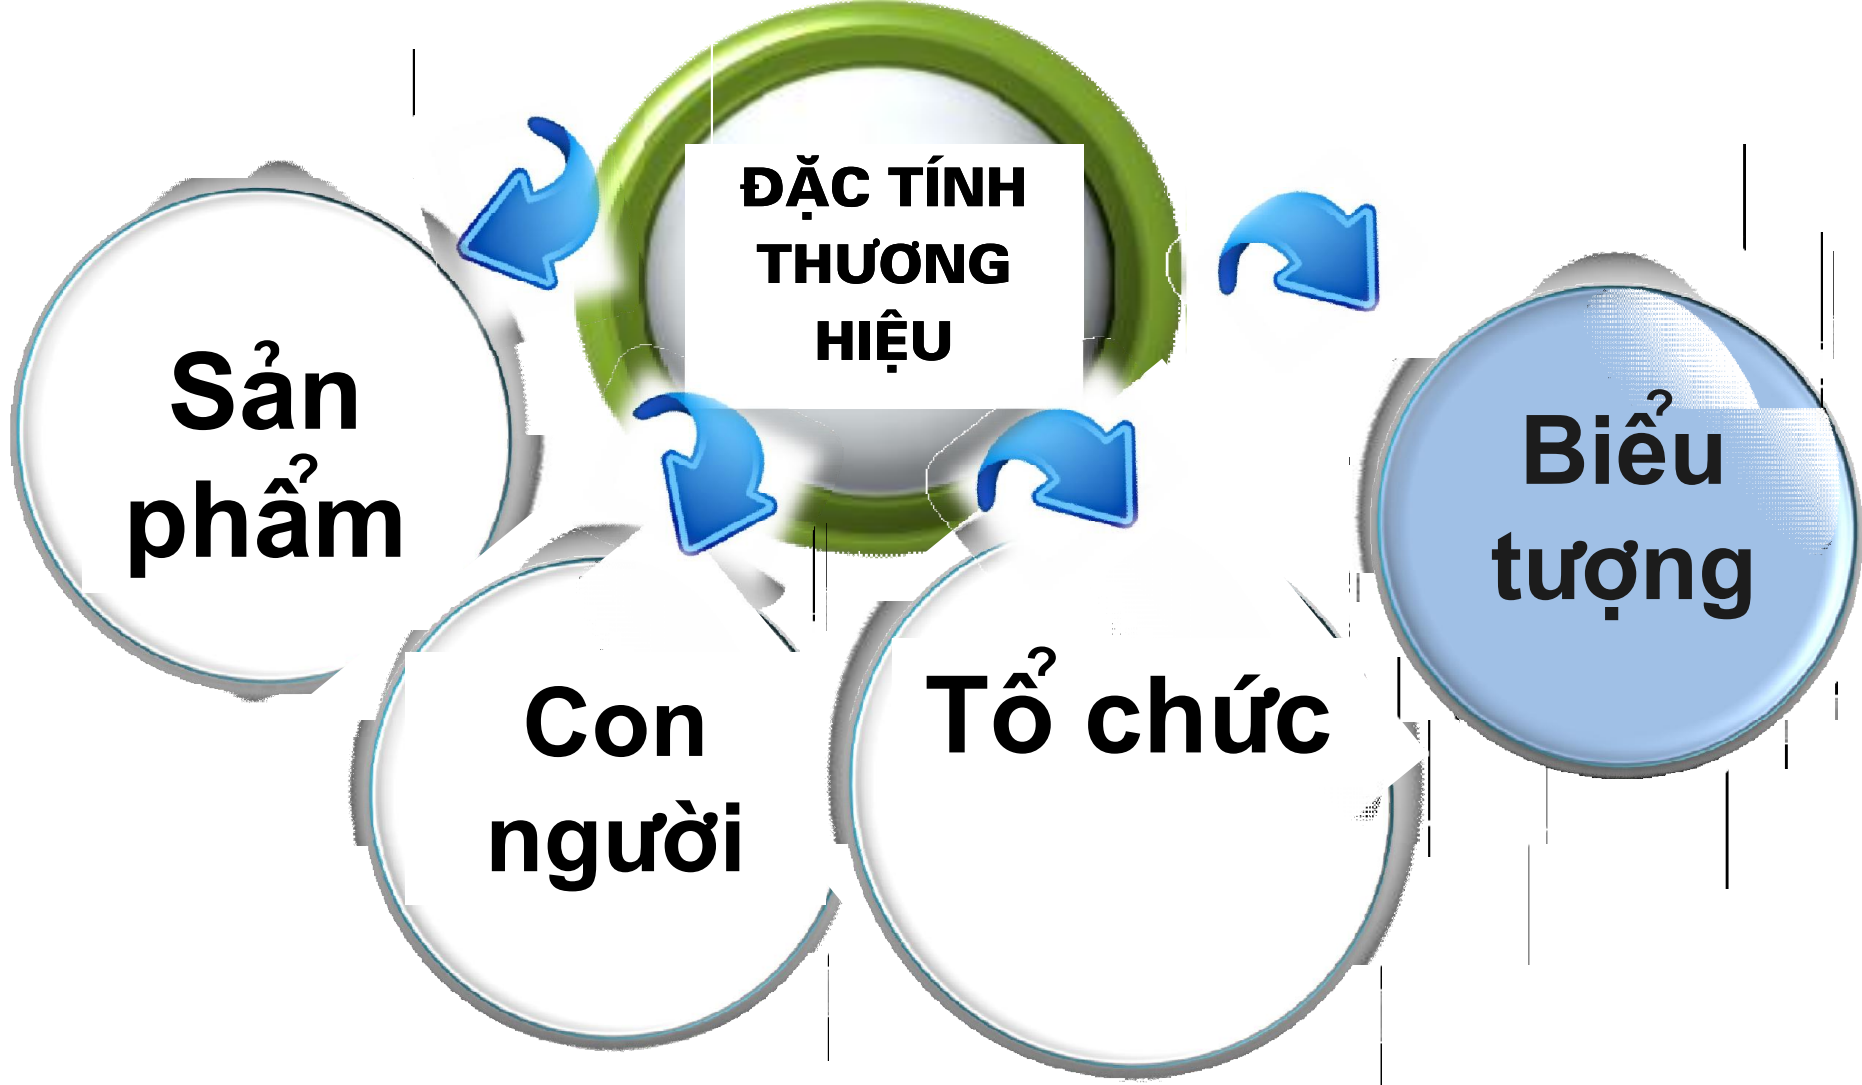 ĐẶC TÍNH
THƯƠNG
HIỆU
Sản
phẩm
Con
người
Tổ chức
Biểu
tượng